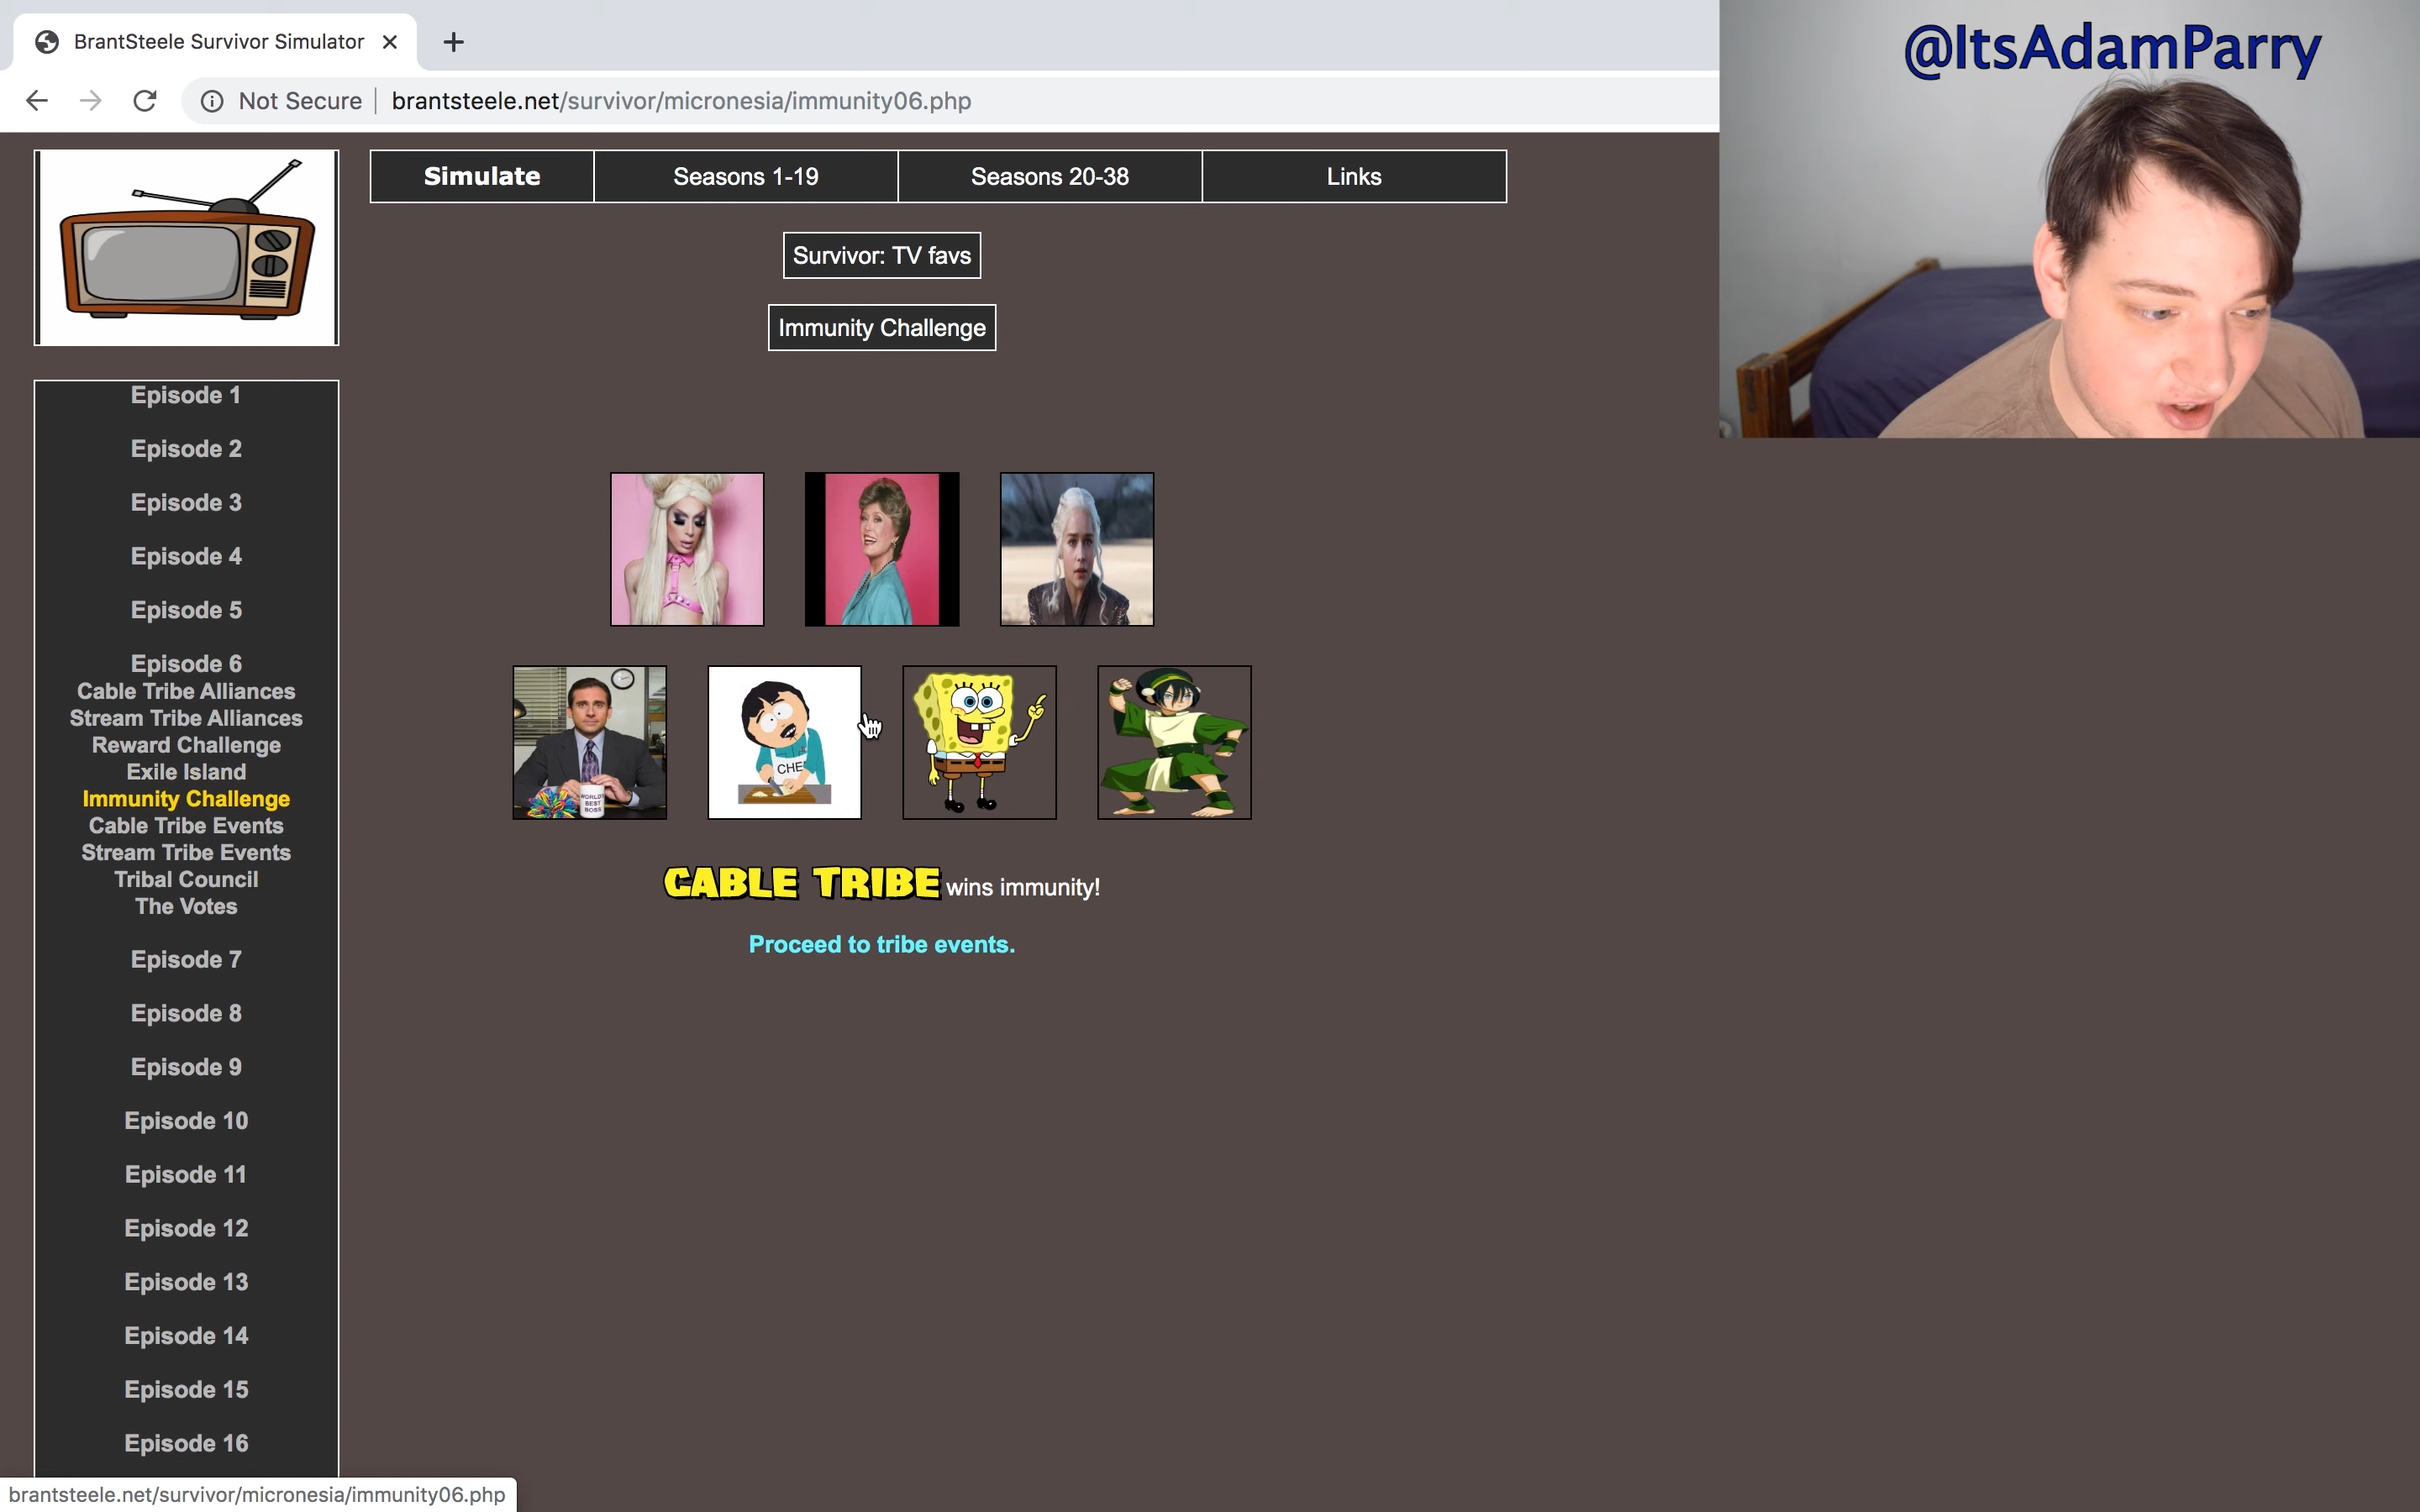 BrantSteele Survivor Simulator
@ItsAdamParry
Not Secure
brantsteele.net/survivor/micronesia/immunity06.php
Simulate
Seasons 1-19
Seasons 20-38
Links
Survivor: TV favs
Immunity Challenge
Episode 1
Episode 2
Episode 3
Episode 4
Episode 5
Episode 6
Cable Tribe Alliances
Stream Tribe Alliances
Reward Challenge
Exile Island
Immunity Challenge
Cable Tribe Events
Stream Tribe Events
Tribal Council
The Votes
Episode 7
Episode 8
Episode 9
Episode 10
Episode 11
Episode 12
Episode 13
Episode 14
Episode 15
Episode 16
WORLD'S
BEST
BOSS
CHE
CABLE TRIBE wins immunity!
Proceed to tribe events.
brantsteele.net/survivor/micronesia/immunity06.php